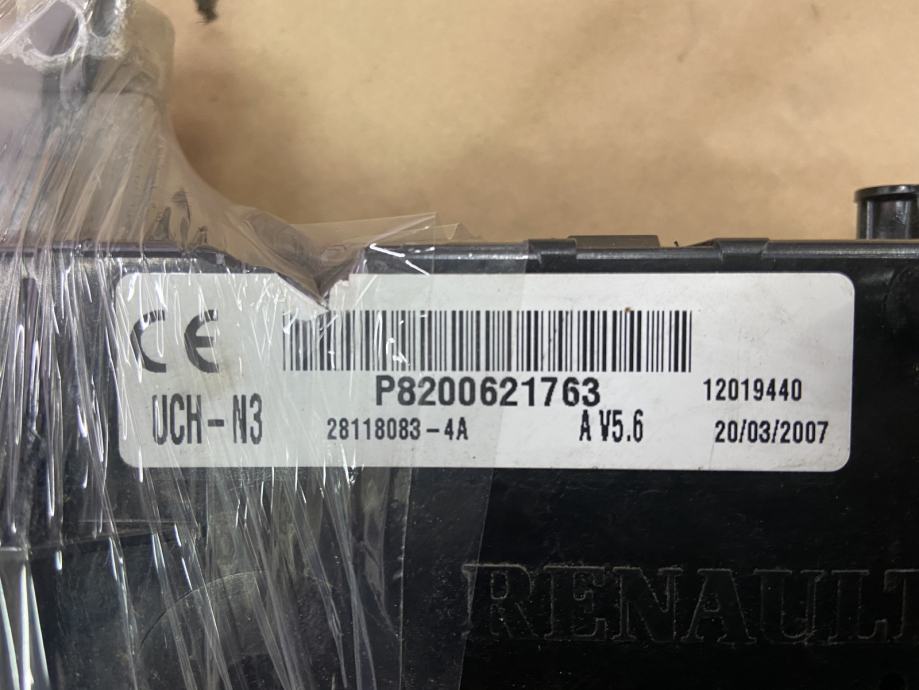 CE
P8200621763 12019440
UCH-N3 28118083-4A A V5.6 20/03/2007
RENAULT